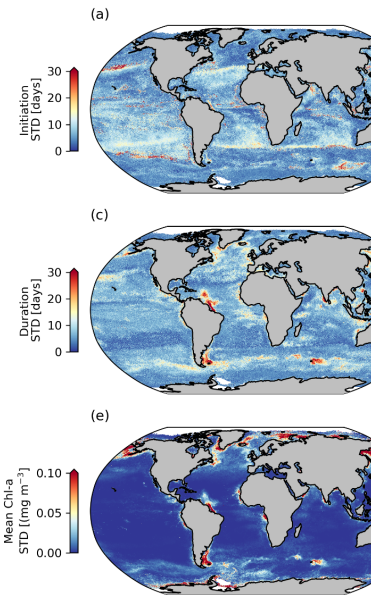 (a)
30
20
10
0
Initiation
STD [days]
(c)
30
20
10
0
Duration
STD [days]
(e)
0.10
0.05
0.00
Mean Chl-a
STD [(mg m⁻³]